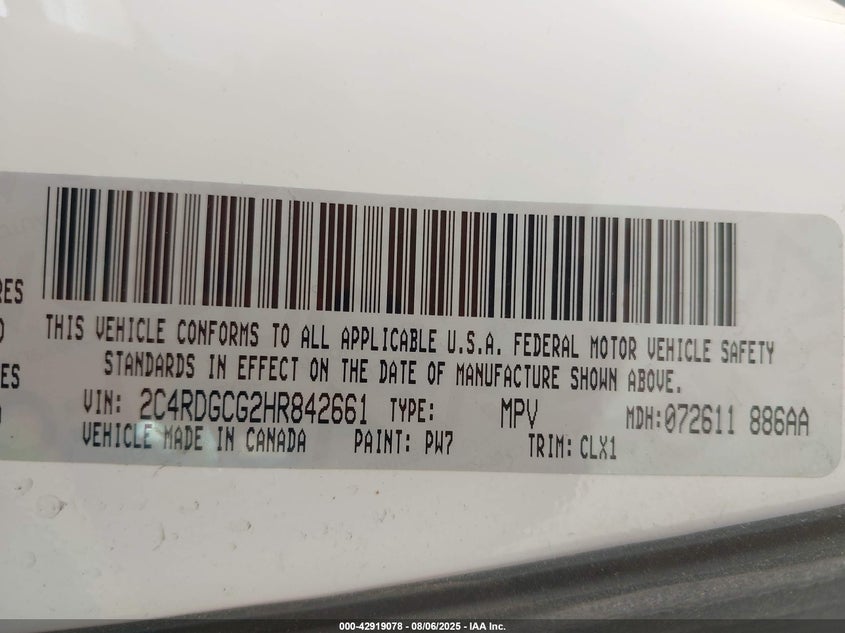 RES
THIS VEHICLE CONFORMS TO ALL APPLICABLE U.S.A. FEDERAL MOTOR VEHICLE SAFETY
STANDARDS IN EFFECT ON THE DATE OF MANUFACTURE SHOWN ABOVE.
ES
VIN: 2C4RDGCG2HR842661 TYPE: MPV MDH:072611 886AA
VEHICLE MADE IN CANADA PAINT: PW7 TRIM: CLX1
000-42919078 - 08/06/2025 - IAA Inc.